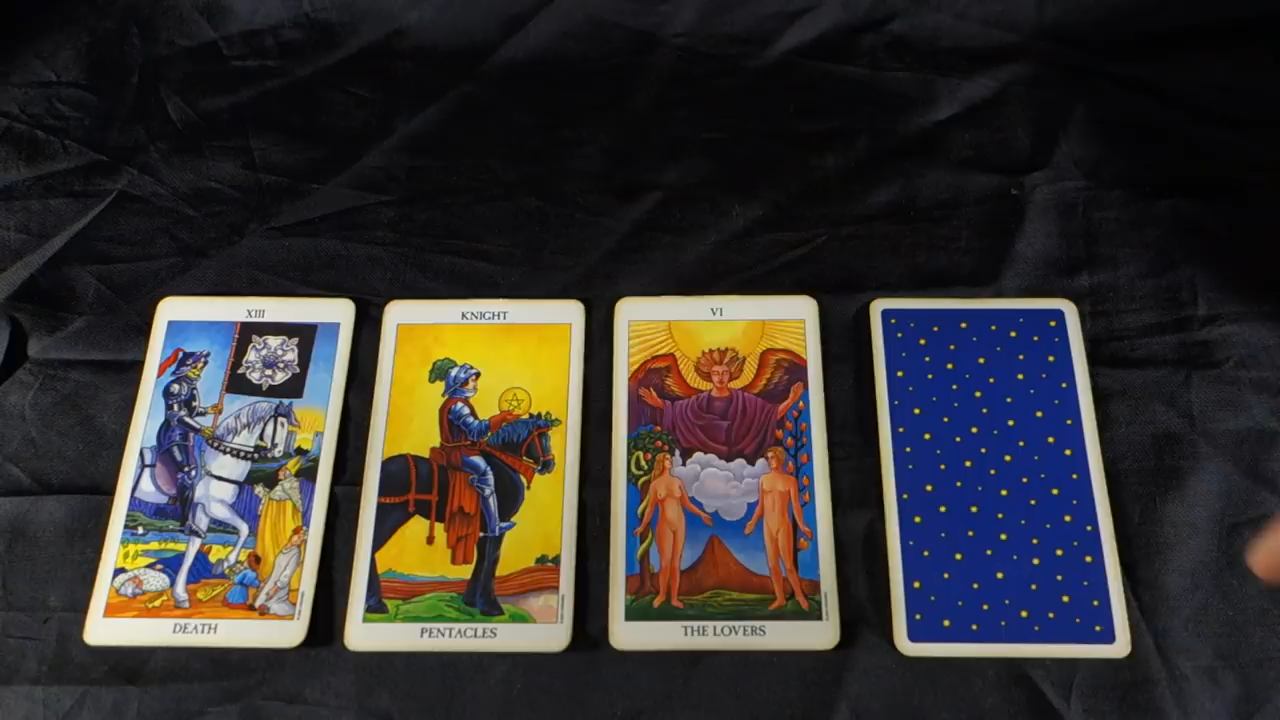 XIII
DEATH
KNIGHT
PENTACLES
VI
THE LOVERS